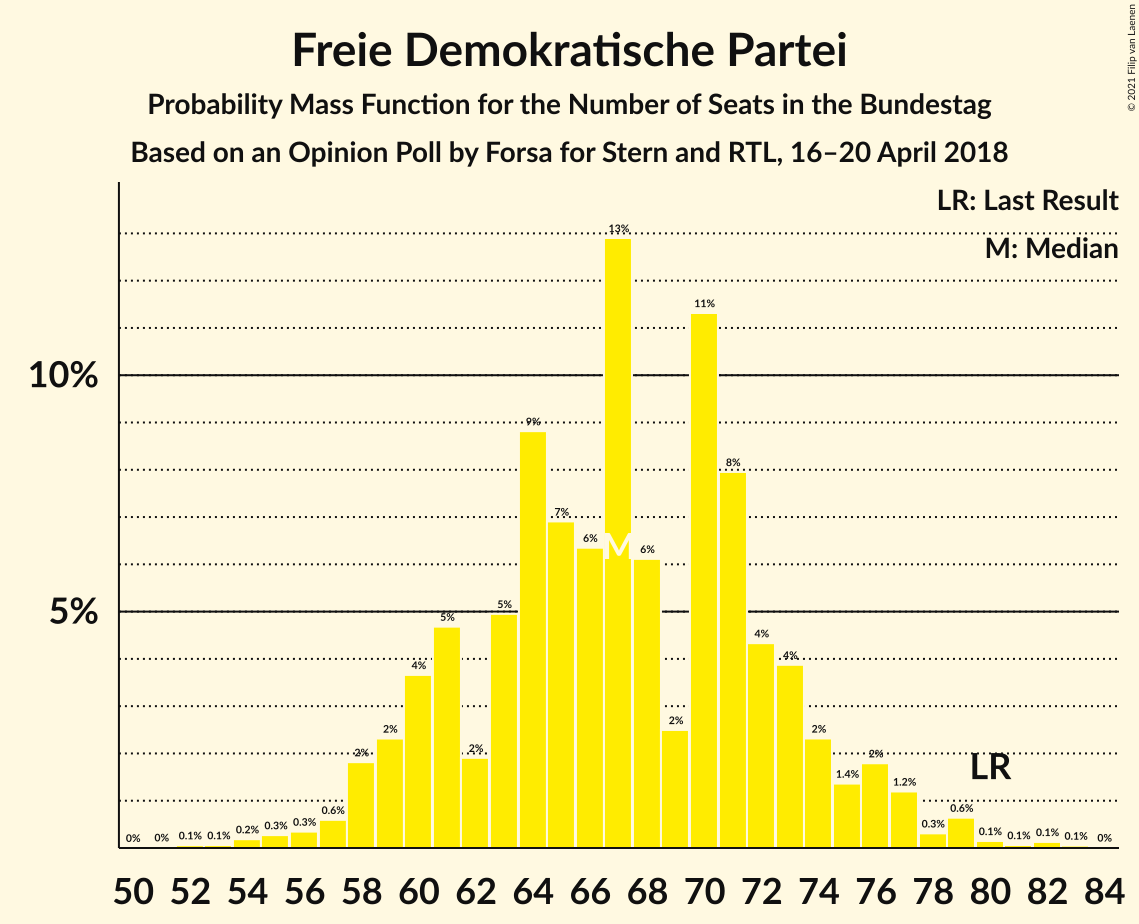 Freie Demokratische Partei
Probability Mass Function for the Number of Seats in the Bundestag
Based on an Opinion Poll by Forsa for Stern and RTL, 16–20 April 2018
© 2021 Filip van Laenen
LR: Last Result
M: Median
10%
5%
0% 0% 0.1% 0.1% 0.2% 0.3% 0.3% 0.6% 2% 2% 4% 5% 2% 5% 9% 7% 6% 13% 6% 2% 11% 8% 4% 4% 2% 1.4% 2% 1.2% 0.3% 0.6% 0.1% 0.1% 0.1% 0.1% 0%
M
LR
50 52 54 56 58 60 62 64 66 68 70 72 74 76 78 80 82 84